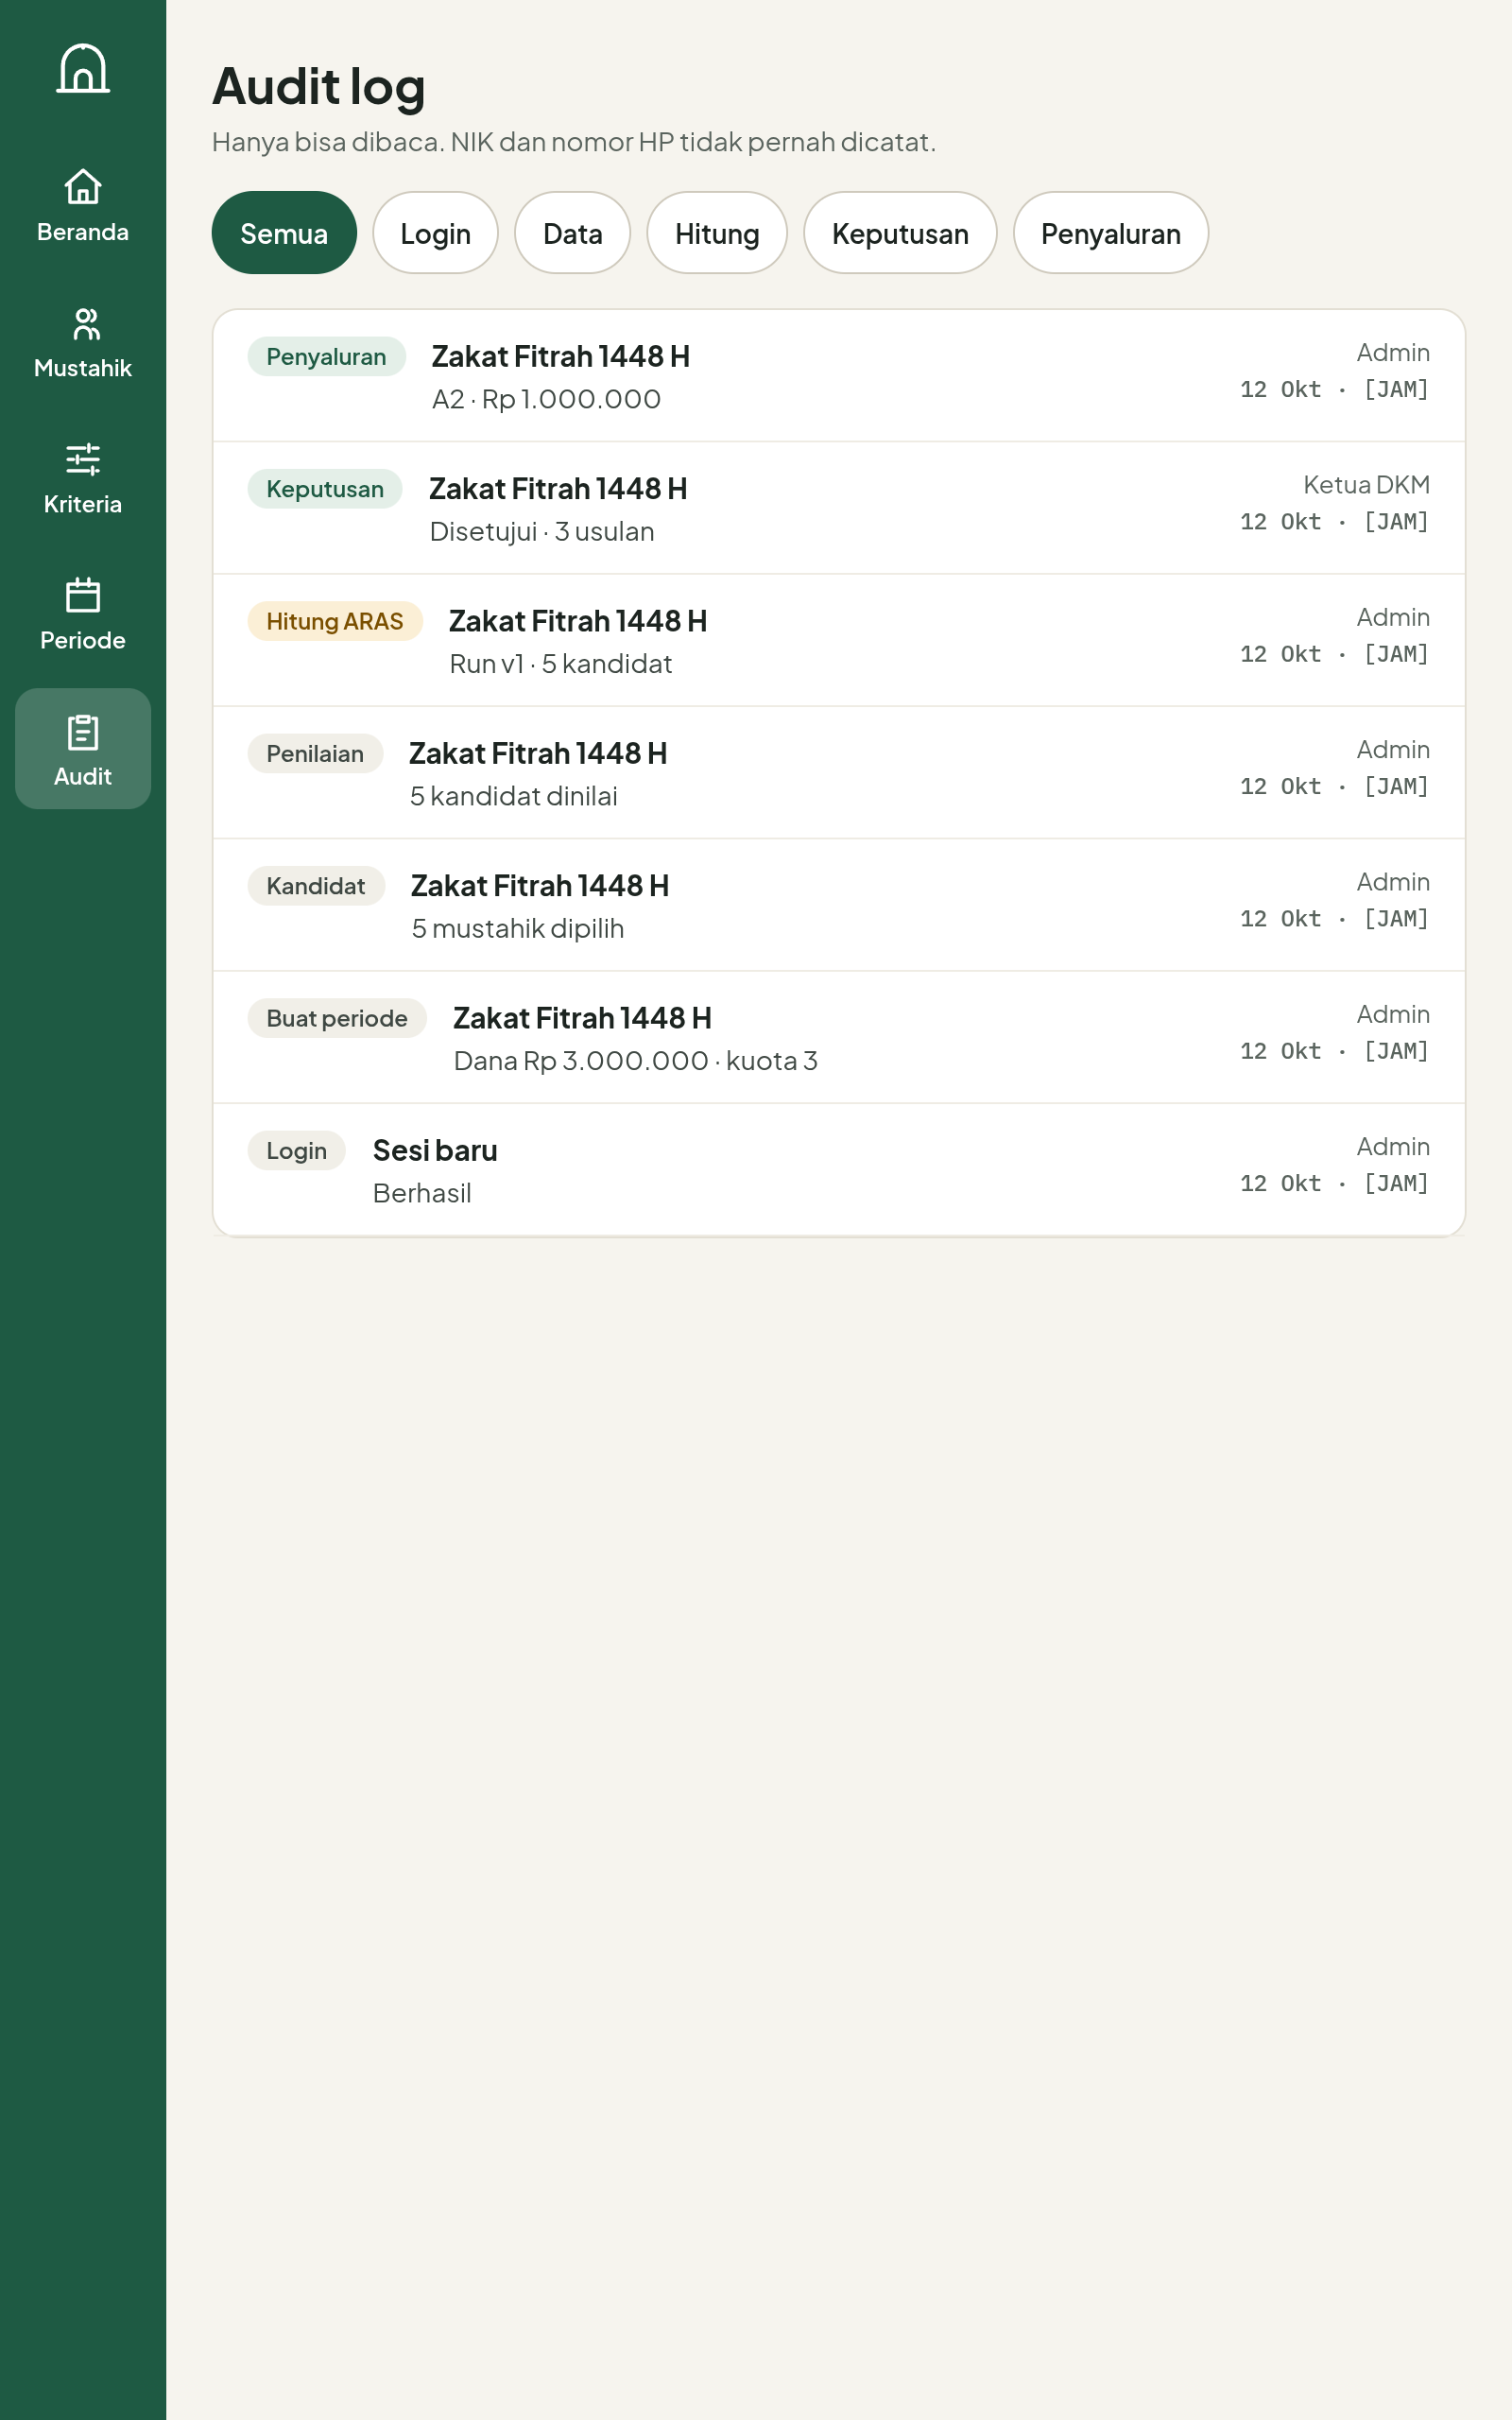 Beranda
Mustahik
Kriteria
Periode
Audit
Audit log
Hanya bisa dibaca. NIK dan nomor HP tidak pernah dicatat.
Semua Login Data Hitung Keputusan Penyaluran
Penyaluran Zakat Fitrah 1448 H Admin
A2 · Rp 1.000.000 12 Okt · [JAM]
Keputusan Zakat Fitrah 1448 H Ketua DKM
Disetujui · 3 usulan 12 Okt · [JAM]
Hitung ARAS Zakat Fitrah 1448 H Admin
Run v1 · 5 kandidat 12 Okt · [JAM]
Penilaian Zakat Fitrah 1448 H Admin
5 kandidat dinilai 12 Okt · [JAM]
Kandidat Zakat Fitrah 1448 H Admin
5 mustahik dipilih 12 Okt · [JAM]
Buat periode Zakat Fitrah 1448 H Admin
Dana Rp 3.000.000 · kuota 3 12 Okt · [JAM]
Login Sesi baru Admin
Berhasil 12 Okt · [JAM]